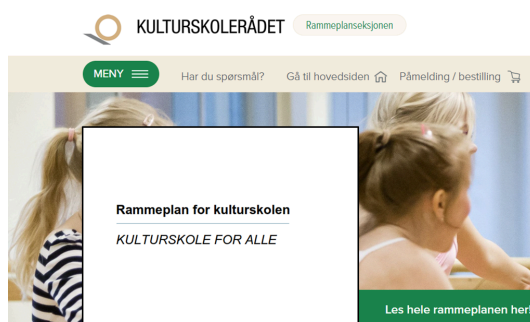 KULTURSKOLERÅDET
Rammeplanseksjonen
MENY
Har du spørsmål?
Gå til hovedsiden
Påmelding / bestilling
Rammeplan for kulturskolen
KULTURSKOLE FOR ALLE
Les hele rammeplanen her